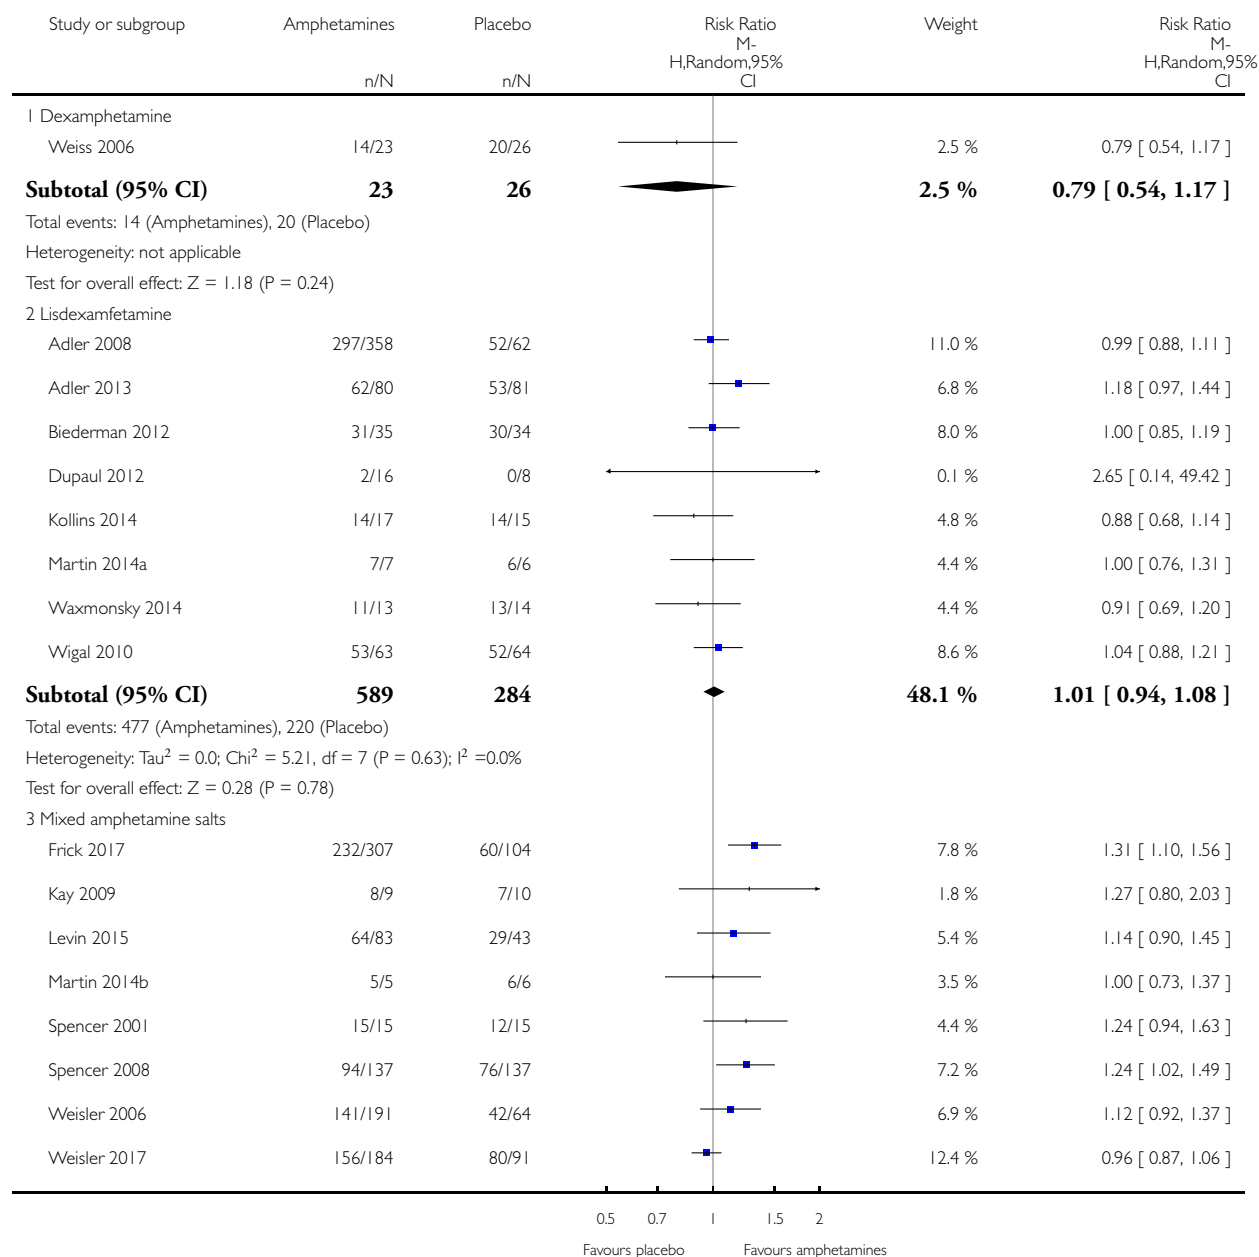 Study or subgroup Amphetamines Placebo Risk Ratio Weight Risk Ratio
M- M-
H,Random,95% H,Random,95%
n/N n/N CI CI
1 Dexamphetamine
Weiss 2006 14/23 20/26 2.5 % 0.79 [ 0.54, 1.17 ]
Subtotal (95% CI) 23 26 2.5 % 0.79 [ 0.54, 1.17 ]
Total events: 14 (Amphetamines), 20 (Placebo)
Heterogeneity: not applicable
Test for overall effect: Z = 1.18 (P = 0.24)
2 Lisdexamfetamine
Adler 2008 297/358 52/62 11.0 % 0.99 [ 0.88, 1.11 ]
Adler 2013 62/80 53/81 6.8 % 1.18 [ 0.97, 1.44 ]
Biederman 2012 31/35 30/34 8.0 % 1.00 [ 0.85, 1.19 ]
Dupaul 2012 2/16 0/8 0.1 % 2.65 [ 0.14, 49.42 ]
Kollins 2014 14/17 14/15 4.8 % 0.88 [ 0.68, 1.14 ]
Martin 2014a 7/7 6/6 4.4 % 1.00 [ 0.76, 1.31 ]
Waxmonsky 2014 11/13 13/14 4.4 % 0.91 [ 0.69, 1.20 ]
Wigal 2010 53/63 52/64 8.6 % 1.04 [ 0.88, 1.21 ]
Subtotal (95% CI) 589 284 48.1 % 1.01 [ 0.94, 1.08 ]
Total events: 477 (Amphetamines), 220 (Placebo)
Heterogeneity: Tau² = 0.0; Chi² = 5.21, df = 7 (P = 0.63); I² =0.0%
Test for overall effect: Z = 0.28 (P = 0.78)
3 Mixed amphetamine salts
Frick 2017 232/307 60/104 7.8 % 1.31 [ 1.10, 1.56 ]
Kay 2009 8/9 7/10 1.8 % 1.27 [ 0.80, 2.03 ]
Levin 2015 64/83 29/43 5.4 % 1.14 [ 0.90, 1.45 ]
Martin 2014b 5/5 6/6 3.5 % 1.00 [ 0.73, 1.37 ]
Spencer 2001 15/15 12/15 4.4 % 1.24 [ 0.94, 1.63 ]
Spencer 2008 94/137 76/137 7.2 % 1.24 [ 1.02, 1.49 ]
Weisler 2006 141/191 42/64 6.9 % 1.12 [ 0.92, 1.37 ]
Weisler 2017 156/184 80/91 12.4 % 0.96 [ 0.87, 1.06 ]
0.5 0.7 1 1.5 2
Favours placebo Favours amphetamines